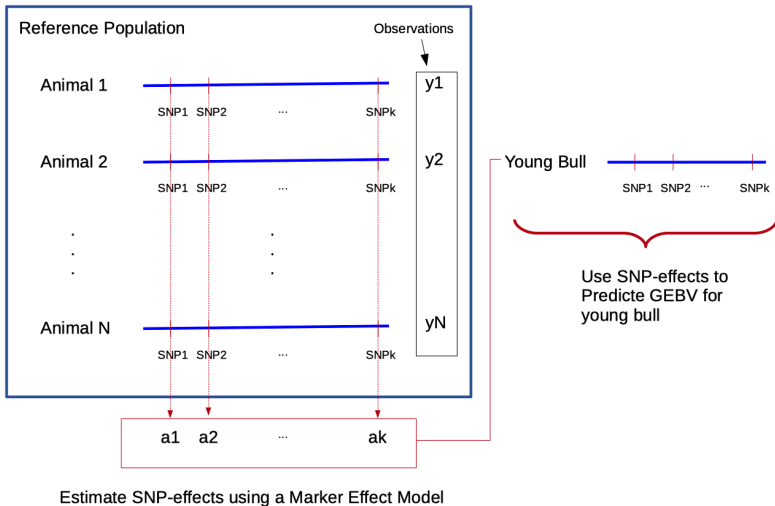 Reference Population
Observations
Animal 1
y1
SNP1 SNP2 ... SNPk
Animal 2
y2
SNP1 SNP2 ... SNPk
Young Bull
SNP1 SNP2 ... SNPk
Use SNP-effects to
Predicte GEBV for
young bull
. .
. .
. .
Animal N
yN
SNP1 SNP2 ... SNPk
a1 a2 ... ak
Estimate SNP-effects using a Marker Effect Model